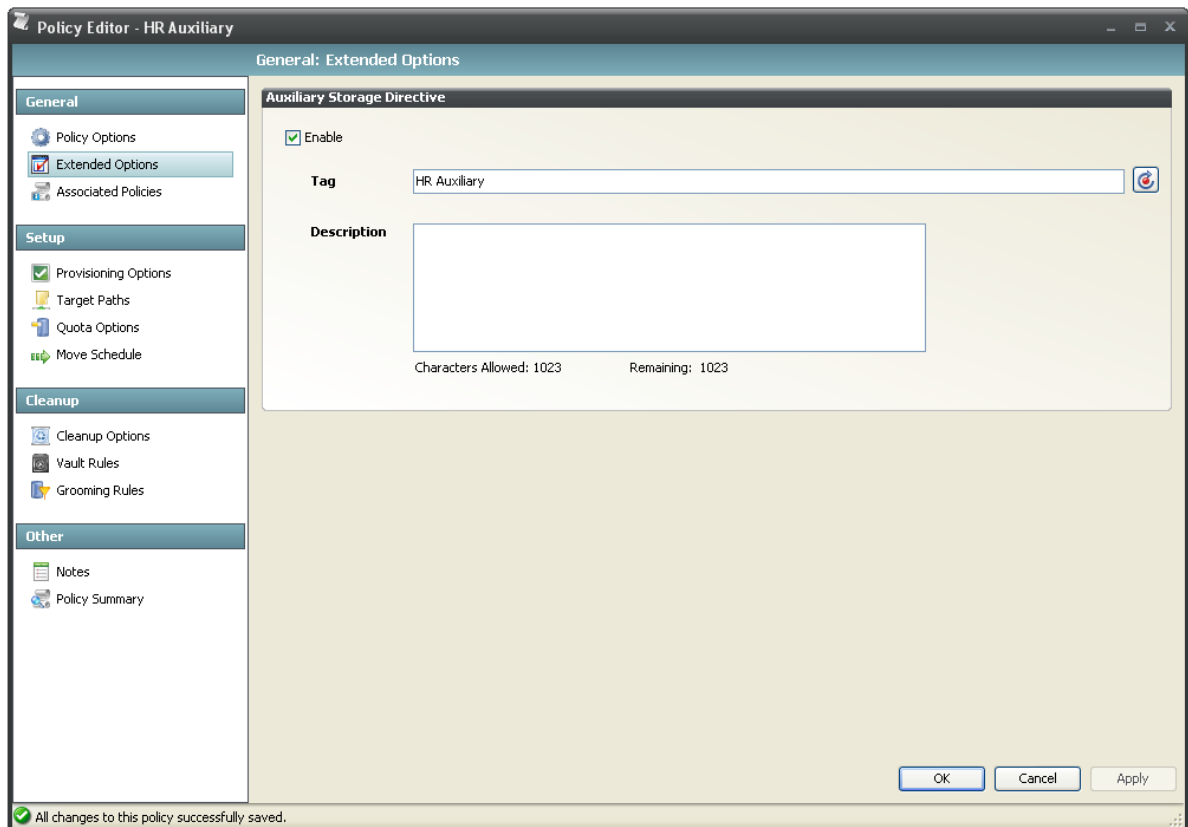 Policy Editor - HR Auxiliary
General: Extended Options
General
Policy Options
Extended Options
Associated Policies
Setup
Provisioning Options
Target Paths
Quota Options
Move Schedule
Cleanup
Cleanup Options
Vault Rules
Grooming Rules
Other
Notes
Policy Summary
Auxiliary Storage Directive
Enable
Tag HR Auxiliary
Description
Characters Allowed: 1023 Remaining: 1023
OK Cancel Apply
All changes to this policy successfully saved.